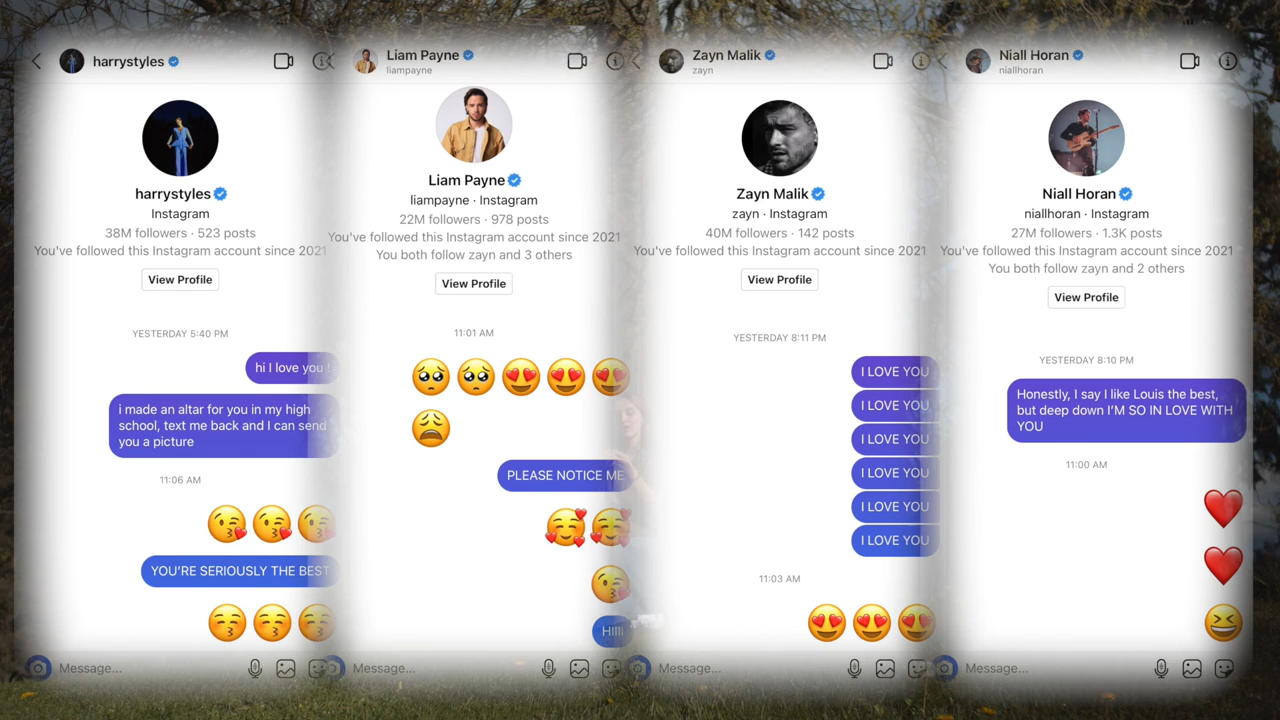 harrystyles
harrystyles
Instagram
38M followers · 523 posts
You've followed this Instagram account since 2021
View Profile
YESTERDAY 5:40 PM
hi I love you !
i made an altar for you in my high
school, text me back and I can send
you a picture
11:06 AM
YOU'RE SERIOUSLY THE BEST
Message...
Liam Payne
liampayne
Liam Payne
liampayne · Instagram
22M followers · 978 posts
You've followed this Instagram account since 2021
You both follow zayn and 3 others
View Profile
11:01 AM
PLEASE NOTICE ME
HIIII
Message...
Zayn Malik
zayn
Zayn Malik
zayn · Instagram
40M followers · 142 posts
You've followed this Instagram account since 2021
View Profile
YESTERDAY 8:11 PM
I LOVE YOU
I LOVE YOU
I LOVE YOU
I LOVE YOU
I LOVE YOU
I LOVE YOU
11:03 AM
Message...
Niall Horan
niallhoran
Niall Horan
niallhoran · Instagram
27M followers · 1.3K posts
You've followed this Instagram account since 2021
You both follow zayn and 2 others
View Profile
YESTERDAY 8:10 PM
Honestly, I say I like Louis the best,
but deep down I'M SO IN LOVE WITH
YOU
11:00 AM
Message...